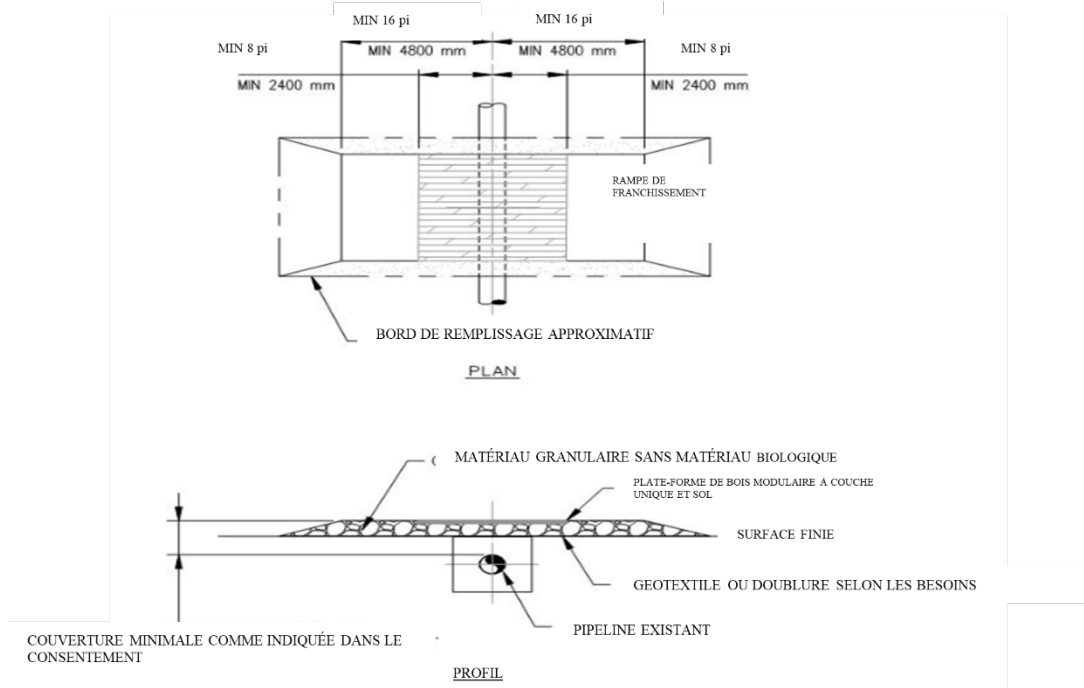 MIN 16 pi
MIN 16 pi
MIN 8 pi
MIN 4800 mm
MIN 4800 mm
MIN 8 pi
MIN 2400 mm
MIN 2400 mm
RAMPE DE
FRANCHISSEMENT
BORD DE REMPLISSAGE APPROXIMATIF
PLAN
MATÉRIAU GRANULAIRE SANS MATÉRIAU BIOLOGIQUE
PLATE-FORME DE BOIS MODULAIRE À COUCHE
UNIQUE ET SOL
SURFACE FINIE
GEOTEXTILE OU DOUBLURE SELON LES BESOINS
PIPELINE EXISTANT
COUVERTURE MINIMALE COMME INDIQUÉE DANS LE
CONSENTEMENT
PROFIL